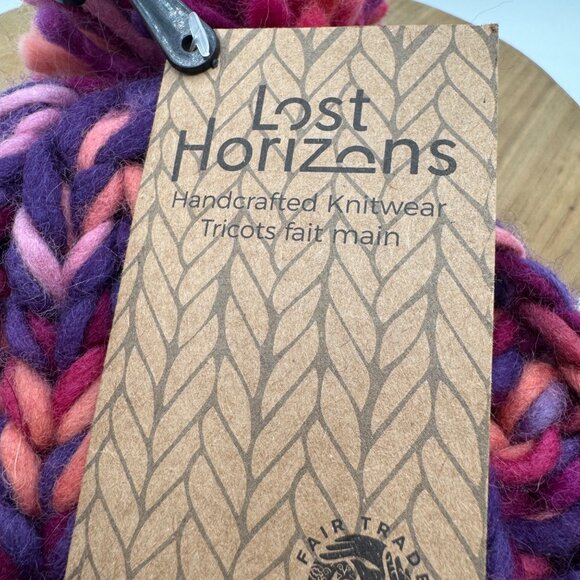 Lost
Horizons
Handcrafted Knitwear
Tricots fait main
FAIR TRADE